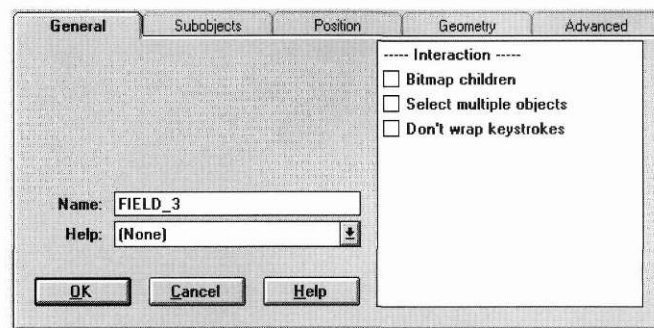 General Subobjects Position Geometry Advanced
----- Interaction -----
Bitmap children
Select multiple objects
Don't wrap keystrokes
Name: FIELD_3
Help: (None)
OK Cancel Help